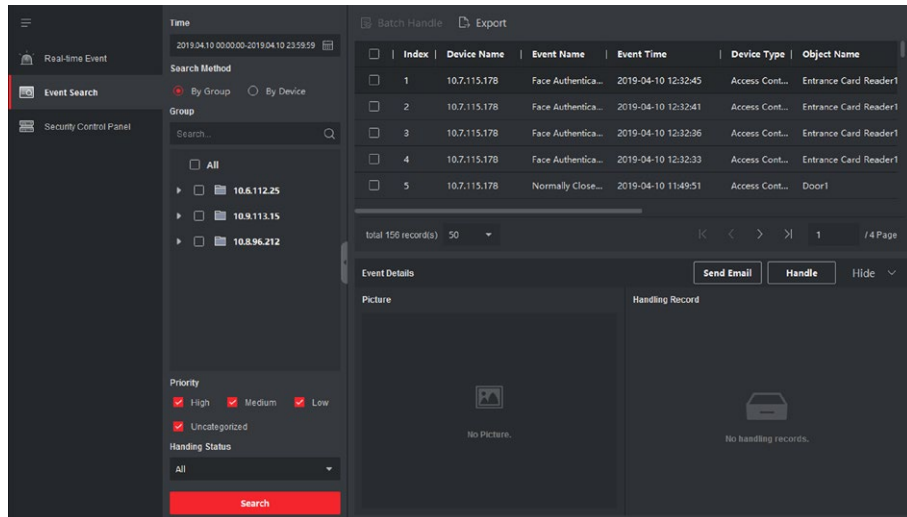 Real-time Event
Event Search
Security Control Panel
Time
2019.04.10 00:00:00-2019.04.10 23:59:59
Search Method
By Group By Device
Group
Search...
All
10.6.112.25
10.9.113.15
10.8.96.212
Priority
High Medium Low
Uncategorized
Handing Status
All
Search
Batch Handle Export
Index Device Name Event Name Event Time Device Type Object Name
1 10.7.115.178 Face Authentica... 2019-04-10 12:32:45 Access Cont... Entrance Card Reader1
2 10.7.115.178 Face Authentica... 2019-04-10 12:32:41 Access Cont... Entrance Card Reader1
3 10.7.115.178 Face Authentica... 2019-04-10 12:32:36 Access Cont... Entrance Card Reader1
4 10.7.115.178 Face Authentica... 2019-04-10 12:32:33 Access Cont... Entrance Card Reader1
5 10.7.115.178 Normally Close... 2019-04-10 11:49:51 Access Cont... Door1
total 156 record(s) 50 1 / 4 Page
Event Details Send Email Handle Hide
Picture Handling Record
No Picture. No handling records.